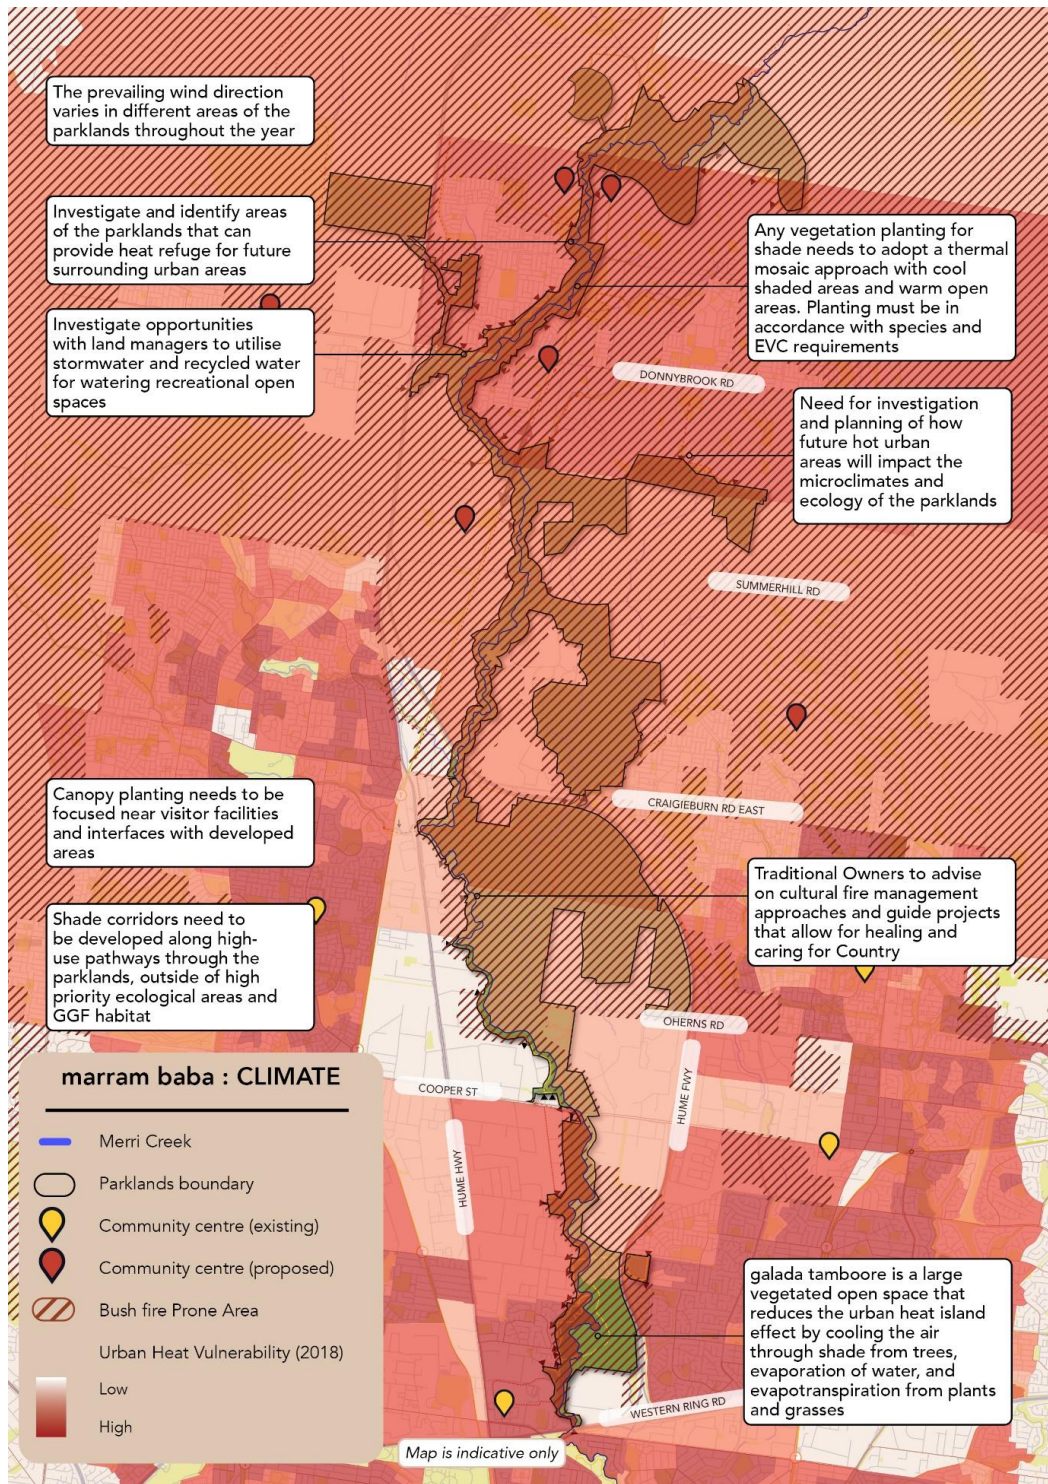 The prevailing wind direction
varies in different areas of the
parklands throughout the year
Investigate and identify areas
of the parklands that can
provide heat refuge for future
surrounding urban areas
Any vegetation planting for
shade needs to adopt a thermal
mosaic approach with cool
shaded areas and warm open
areas. Planting must be in
accordance with species and
EVC requirements
Investigate opportunities
with land managers to utilise
stormwater and recycled water
for watering recreational open
spaces
DONNYBROOK RD
Need for investigation
and planning of how
future hot urban
areas will impact the
microclimates and
ecology of the parklands
SUMMERHILL RD
Canopy planting needs to be
focused near visitor facilities
and interfaces with developed
areas
CRAIGIEBURN RD EAST
Traditional Owners to advise
on cultural fire management
approaches and guide projects
that allow for healing and
caring for Country
Shade corridors need to
be developed along high-
use pathways through the
parklands, outside of high
priority ecological areas and
GGF habitat
OHERNS RD
COOPER ST
HUME FWY
HUME HWY
marram baba : CLIMATE
Merri Creek
Parklands boundary
Community centre (existing)
Community centre (proposed)
Bush fire Prone Area
Urban Heat Vulnerability (2018)
Low
High
galada tamboore is a large
vegetated open space that
reduces the urban heat island
effect by cooling the air
through shade from trees,
evaporation of water, and
evapotranspiration from plants
and grasses
WESTERN RING RD
Map is indicative only